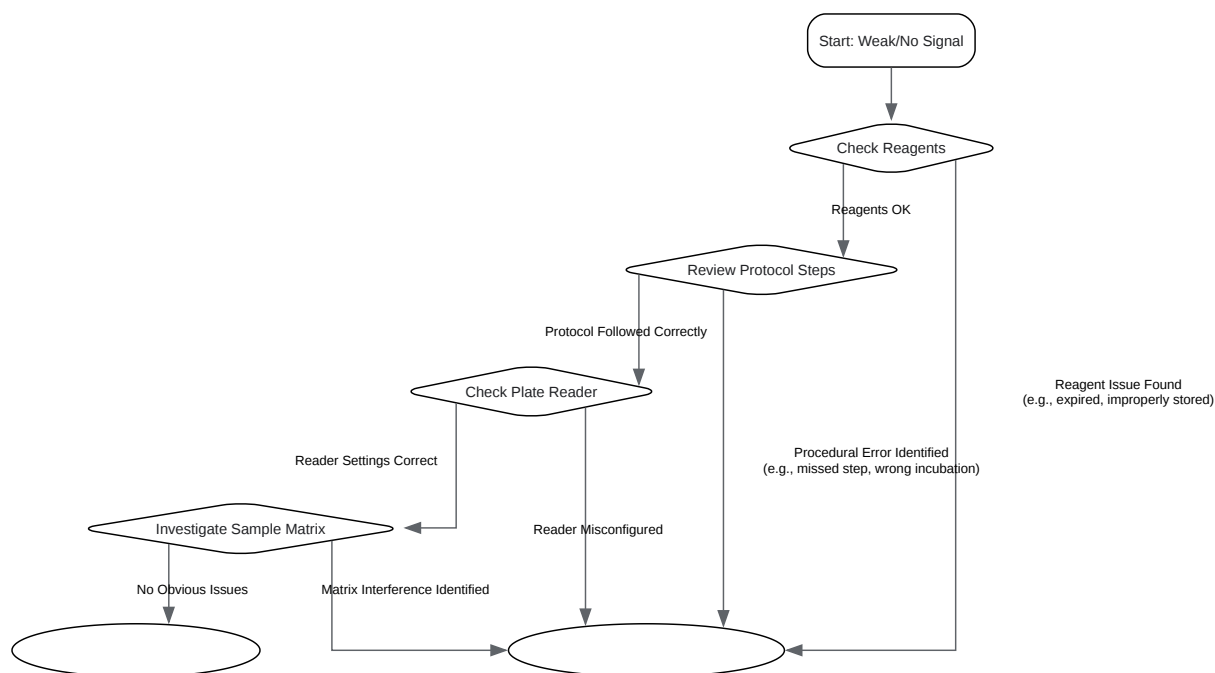 Start: Weak/No Signal
Check Reagents
Reagents OK
Review Protocol Steps
Protocol Followed Correctly
Check Plate Reader
Reagent Issue Found
(e.g., expired, improperly stored)
Reader Settings Correct
Procedural Error Identified
(e.g., missed step, wrong incubation)
Investigate Sample Matrix
Reader Misconfigured
No Obvious Issues
Matrix Interference Identified